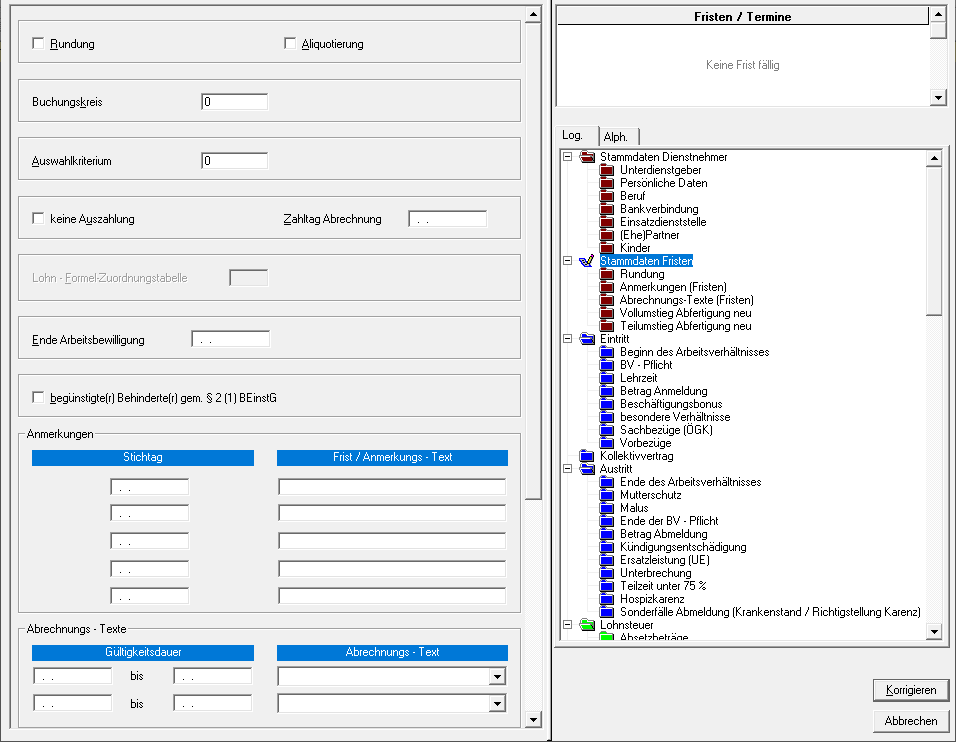 Rundung
Aliquotierung
Buchungskreis
0
Auswahlkriterium
0
keine Auszahlung
Zahltag Abrechnung
. .
Lohn - Formel-Zuordnungstabelle
Ende Arbeitsbewilligung
. .
begünstigte(r) Behinderte(r) gem. § 2 (1) BEinstG
Anmerkungen
Stichtag
Frist / Anmerkungs - Text
. .
. .
. .
. .
. .
Abrechnungs - Texte
Gültigkeitsdauer
Abrechnungs - Text
. .
bis
. .
. .
bis
. .
Fristen / Termine
Keine Frist fällig
Log.
Alph.
Stammdaten Dienstnehmer
Unterdienstgeber
Persönliche Daten
Beruf
Bankverbindung
Einsatzdienststelle
(Ehe)Partner
Kinder
Stammdaten Fristen
Rundung
Anmerkungen (Fristen)
Abrechnungs-Texte (Fristen)
Vollumstieg Abfertigung neu
Teilumstieg Abfertigung neu
Eintritt
Beginn des Arbeitsverhältnisses
BV - Pflicht
Lehrzeit
Betrag Anmeldung
Beschäftigungsbonus
besondere Verhältnisse
Sachbezüge (ÖGK)
Vorbezüge
Kollektivvertrag
Austritt
Ende des Arbeitsverhältnisses
Mutterschutz
Malus
Ende der BV - Pflicht
Betrag Abmeldung
Kündigungsentschädigung
Ersatzleistung (UE)
Unterbrechung
Teilzeit unter 75 %
Hospizkarenz
Sonderfälle Abmeldung (Krankenstand / Richtigstellung Karenz)
Lohnsteuer
Absetzbeträge
Korrigieren
Abbrechen